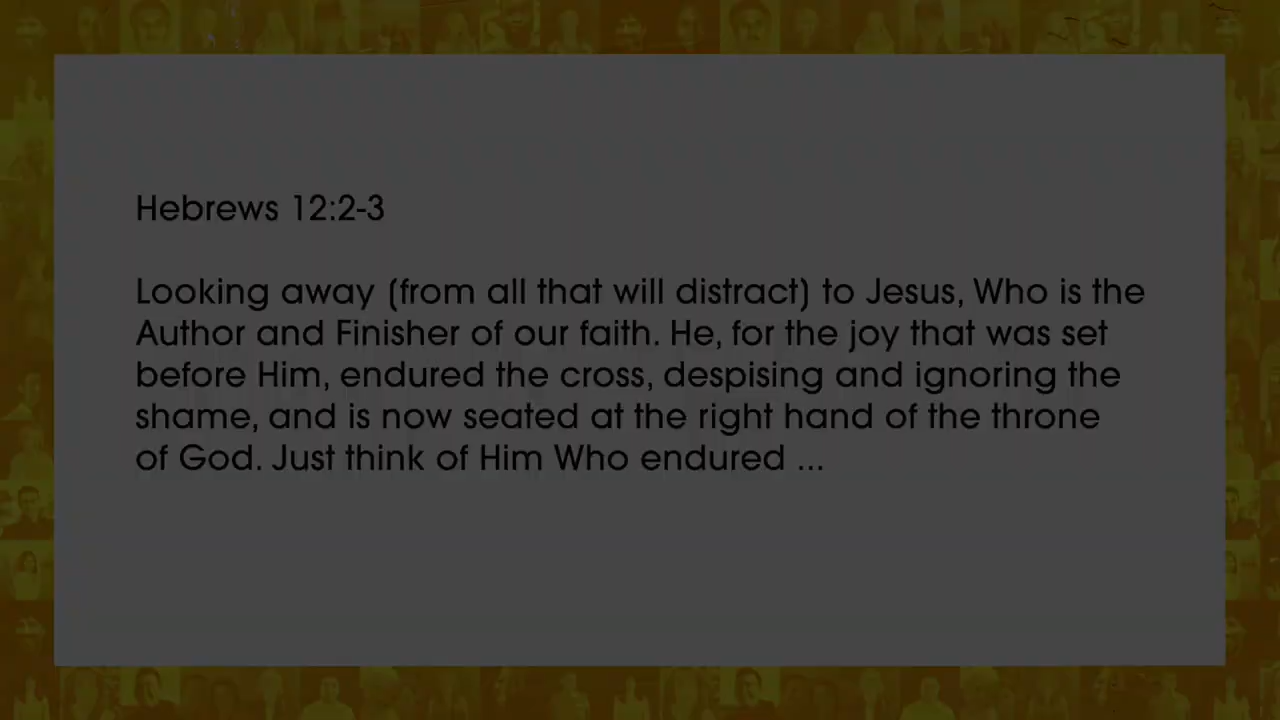 Hebrews 12:2-3
Looking away (from all that will distract) to Jesus, Who is the
Author and Finisher of our faith. He, for the joy that was set
before Him, endured the cross, despising and ignoring the
shame, and is now seated at the right hand of the throne
of God. Just think of Him Who endured ...